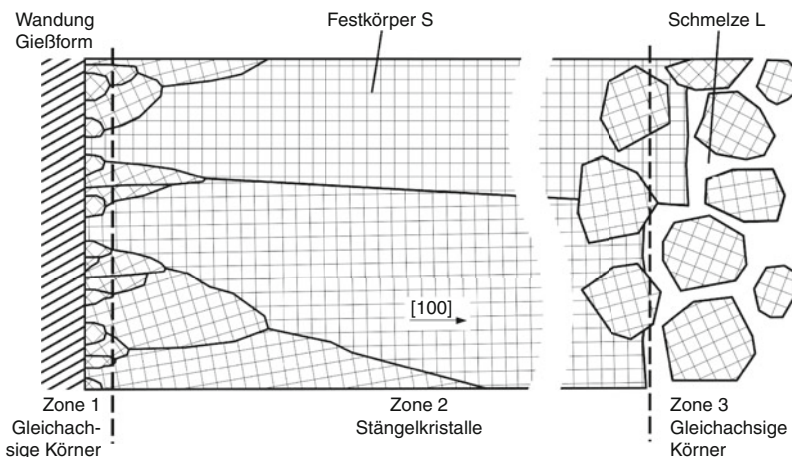 Wandung
Gießform
Festkörper S
Schmelze L
[100]
Zone 1
Gleichach-
sige Körner
Zone 2
Stängelkristalle
Zone 3
Gleichachsige
Körner